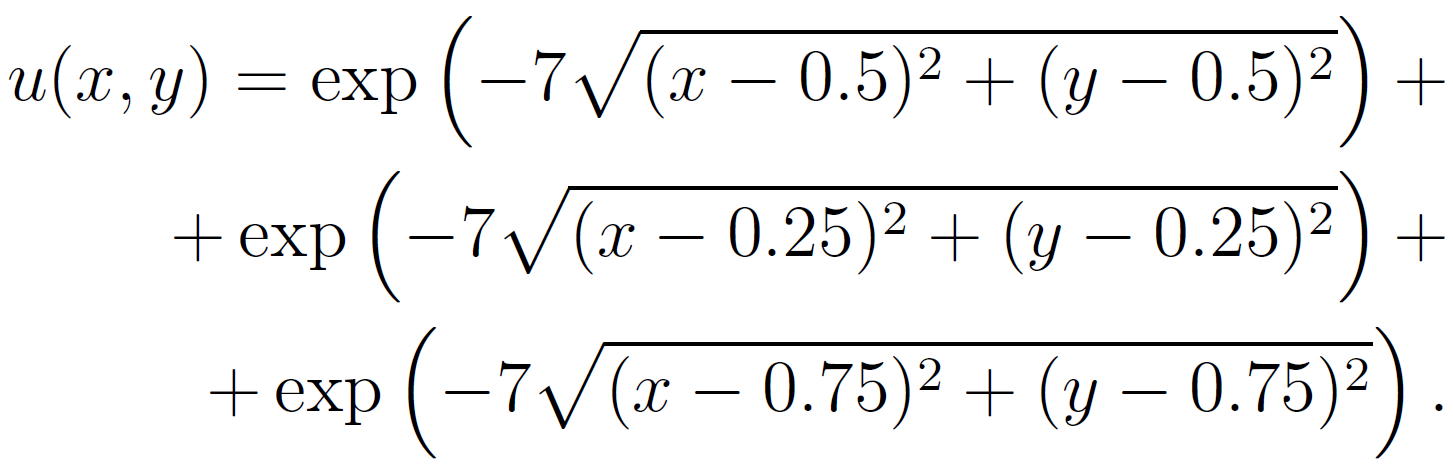 u(x, y) = exp(−7√((x − 0.5)² + (y − 0.5)²)) +
+ exp(−7√((x − 0.25)² + (y − 0.25)²)) +
+ exp(−7√((x − 0.75)² + (y − 0.75)²)).